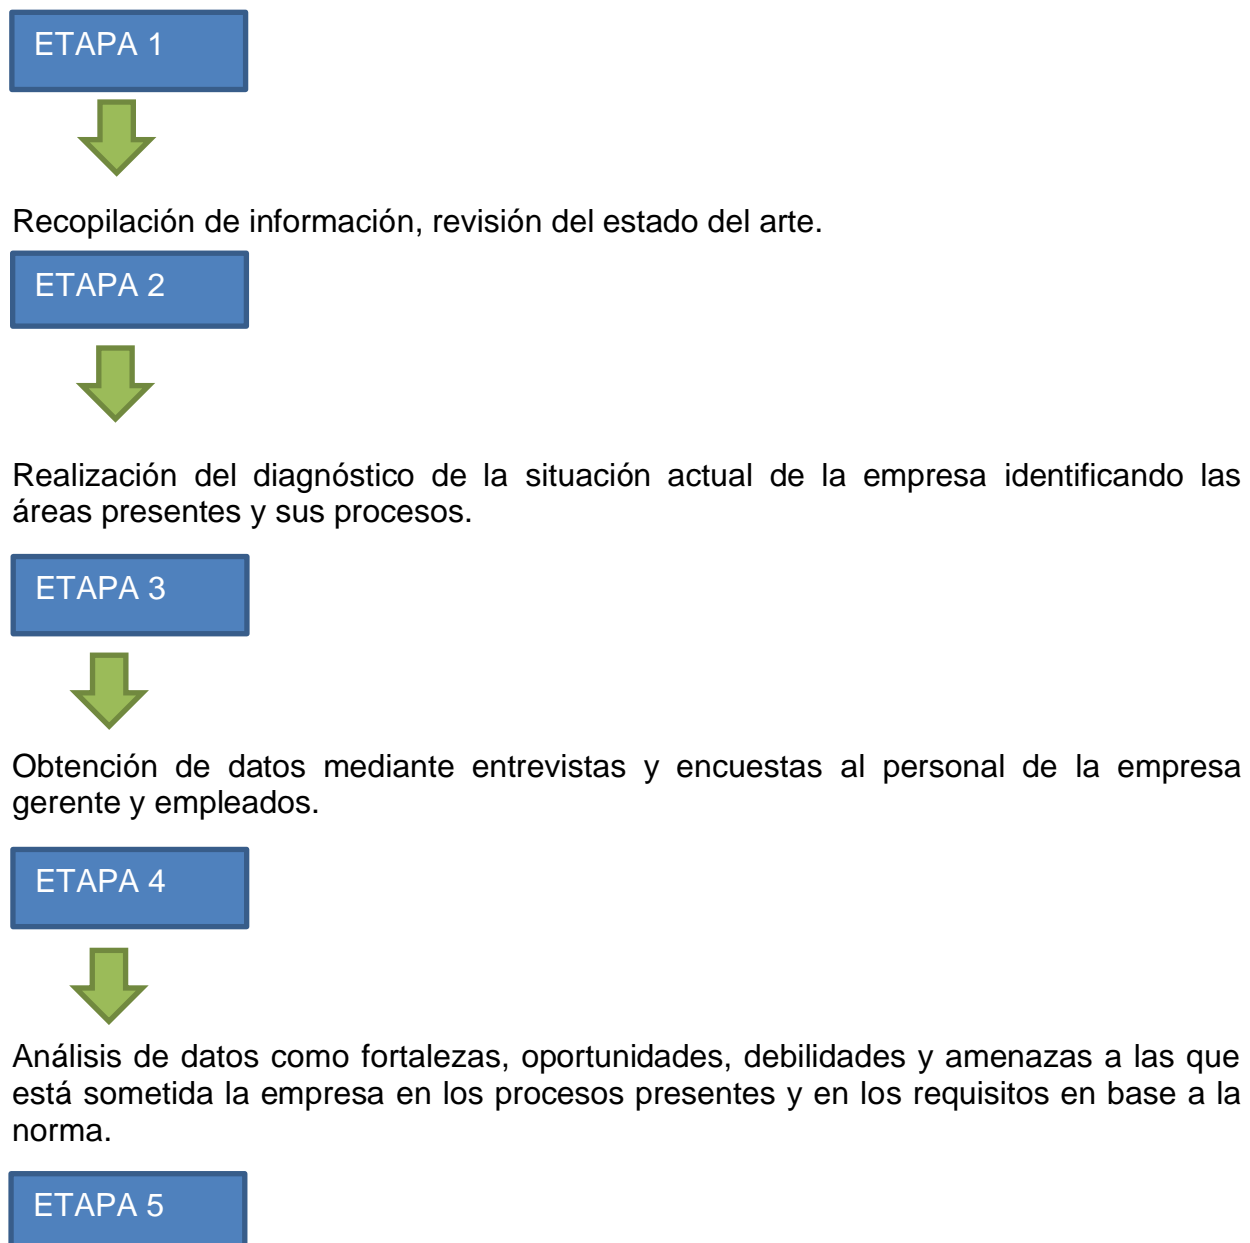 ETAPA 1
Recopilación de información, revisión del estado del arte.
ETAPA 2
Realización del diagnóstico de la situación actual de la empresa identificando las
áreas presentes y sus procesos.
ETAPA 3
Obtención de datos mediante entrevistas y encuestas al personal de la empresa
gerente y empleados.
ETAPA 4
Análisis de datos como fortalezas, oportunidades, debilidades y amenazas a las que
está sometida la empresa en los procesos presentes y en los requisitos en base a la
norma.
ETAPA 5